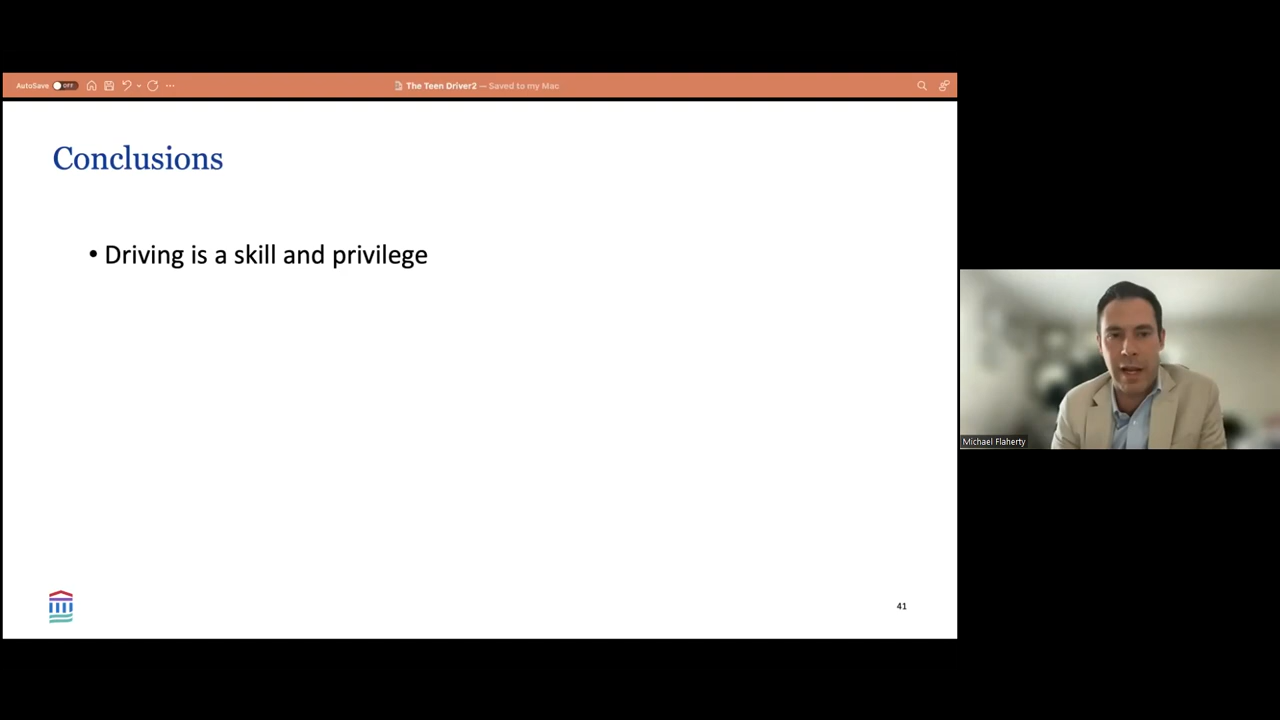 AutoSave OFF
The Teen Driver2 — Saved to my Mac
Conclusions
• Driving is a skill and privilege
Michael Flaherty
41